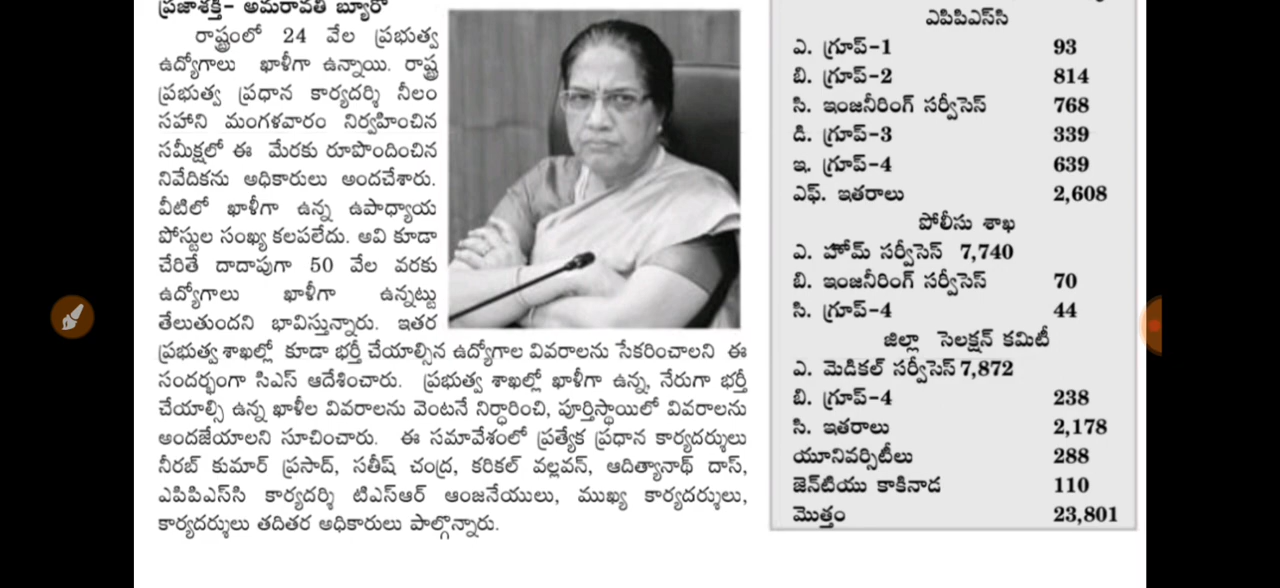 ప్రజాశక్తి- అమరావతి బ్యూరో
రాష్ట్రంలో 24 వేల ప్రభుత్వ
ఉద్యోగాలు ఖాళీగా ఉన్నాయి. రాష్ట్ర
ప్రభుత్వ ప్రధాన కార్యదర్శి నీలం
సహాని మంగళవారం నిర్వహించిన
సమీక్షలో ఈ మేరకు రూపొందించిన
నివేదికను అధికారులు అందచేశారు.
వీటిలో ఖాళీగా ఉన్న ఉపాధ్యాయ
పోస్టుల సంఖ్య కలపలేదు. అవి కూడా
చేరితే దాదాపుగా 50 వేల వరకు
ఉద్యోగాలు ఖాళీగా ఉన్నట్టు
తేలుతుందని భావిస్తున్నారు. ఇతర
ప్రభుత్వశాఖల్లో కూడా భర్తీ చేయాల్సిన ఉద్యోగాల వివరాలను సేకరించాలని ఈ
సందర్భంగా సిఎస్ ఆదేశించారు. ప్రభుత్వ శాఖల్లో ఖాళీగా ఉన్న, నేరుగా భర్తీ
చేయాల్సి ఉన్న ఖాళీల వివరాలను వెంటనే నిర్ధారించి, పూర్తిస్థాయిలో వివరాలను
అందజేయాలని సూచించారు. ఈ సమావేశంలో ప్రత్యేక ప్రధాన కార్యదర్శులు
నీరబ్ కుమార్ ప్రసాద్, సతీష్ చంద్ర, కరికల్ వల్లవన్, ఆదిత్యానాథ్ దాస్,
ఎపిపిఎస్‌సి కార్యదర్శి టిఎస్ఆర్ ఆంజనేయులు, ముఖ్య కార్యదర్శులు,
కార్యదర్శులు తదితర అధికారులు పాల్గొన్నారు.
ఎపిపిఎస్‌సి
ఎ. గ్రూప్-1 93
బి. గ్రూప్-2 814
సి. ఇంజనీరింగ్ సర్వీసెస్ 768
డి. గ్రూప్-3 339
ఇ. గ్రూప్-4 639
ఎఫ్. ఇతరాలు 2,608
పోలీసు శాఖ
ఎ. హోమ్ సర్వీసెస్ 7,740
బి. ఇంజనీరింగ్ సర్వీసెస్ 70
సి. గ్రూప్-4 44
జిల్లా సెలక్షన్ కమిటీ
ఎ. మెడికల్ సర్వీసెస్ 7,872
బి. గ్రూప్-4 238
సి. ఇతరాలు 2,178
యూనివర్సిటీలు 288
జెన్‌టియు కాకినాడ 110
మొత్తం 23,801